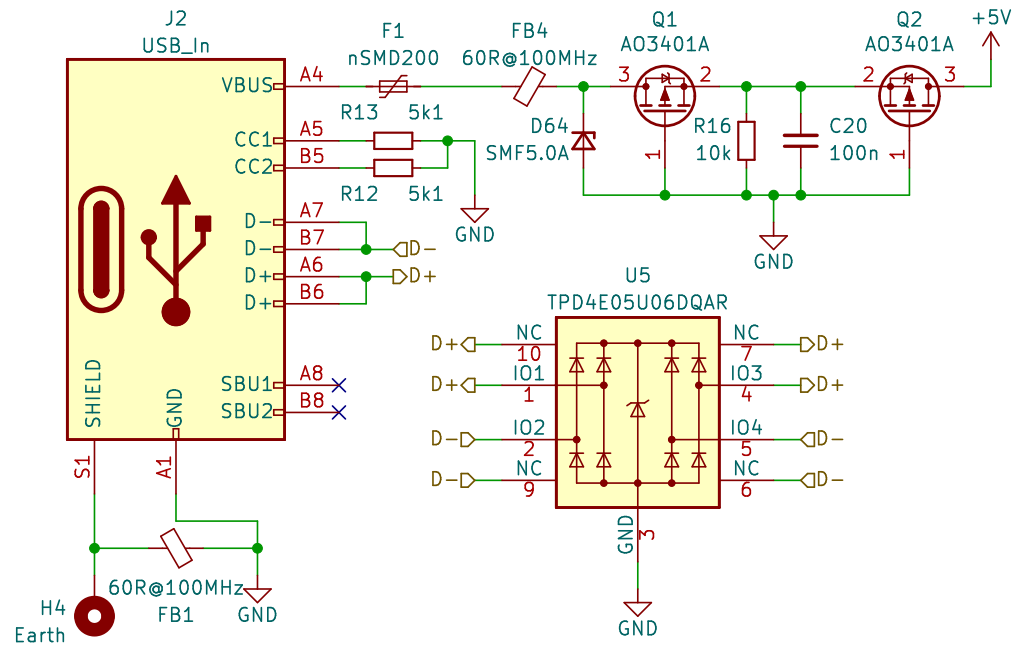 J2
USB_In
F1
nSMD200
FB4
60R@100MHz
Q1
AO3401A
Q2
AO3401A
+5V
VBUS
A4
3
2
2
3
R13
5k1
CC1
A5
CC2
B5
R12
5k1
D64
SMF5.0A
1
R16
10k
C20
100n
1
GND
GND
D-
A7
D-
B7
D-
D+
A6
D+
D+
B6
U5
TPD4E05U06DQAR
D+
NC
10
NC
7
D+
D+
IO1
1
IO3
4
D+
D-
IO2
2
IO4
5
D-
D-
NC
9
NC
6
D-
GND
3
GND
SBU1
A8
SBU2
B8
SHIELD
GND
S1
A1
60R@100MHz
FB1
GND
H4
Earth